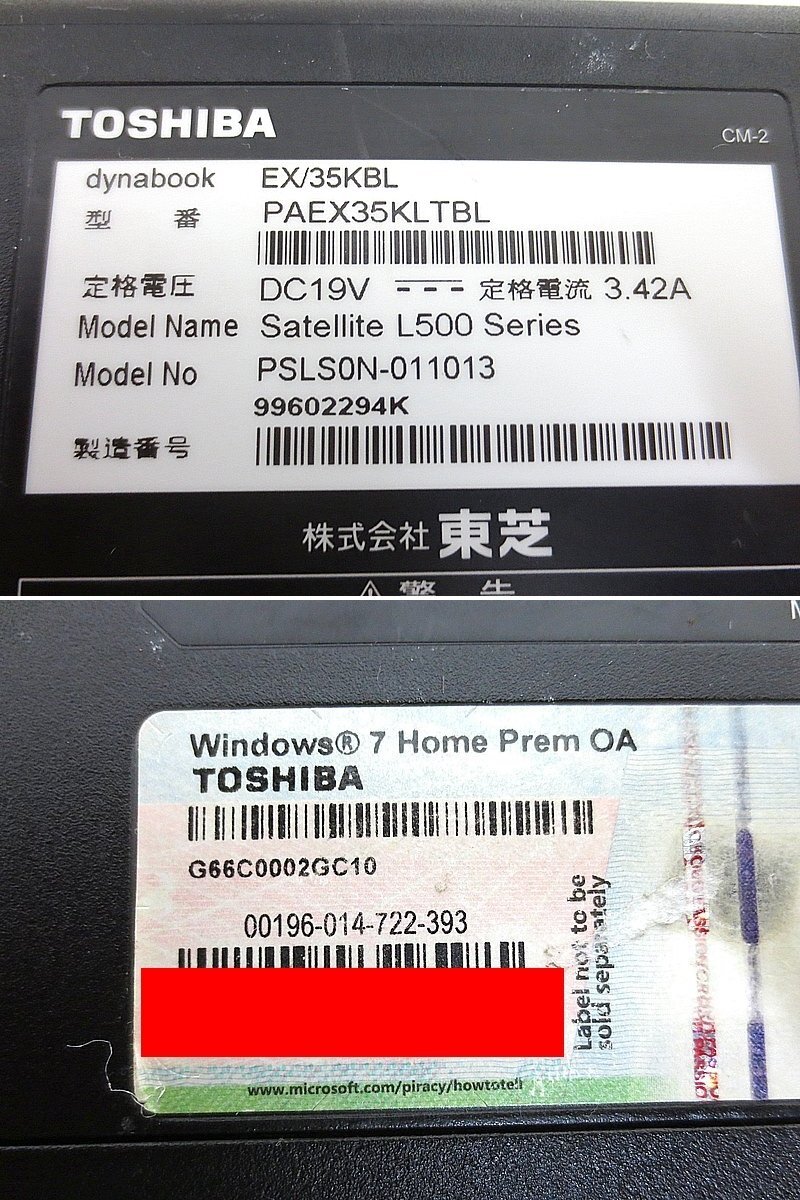 TOSHIBA
CM-2
dynabook EX/35KBL
型番 PAEX35KLTBL
定格電圧 DC19V 定格電流 3.42A
Model Name Satellite L500 Series
Model No PSLS0N-011013
99602294K
製造番号
株式会社 東芝
⚠警告
Windows® 7 Home Prem OA
TOSHIBA
G66C0002GC10
00196-014-722-393
Label not to be
sold separately
www.microsoft.com/piracy/howtotell